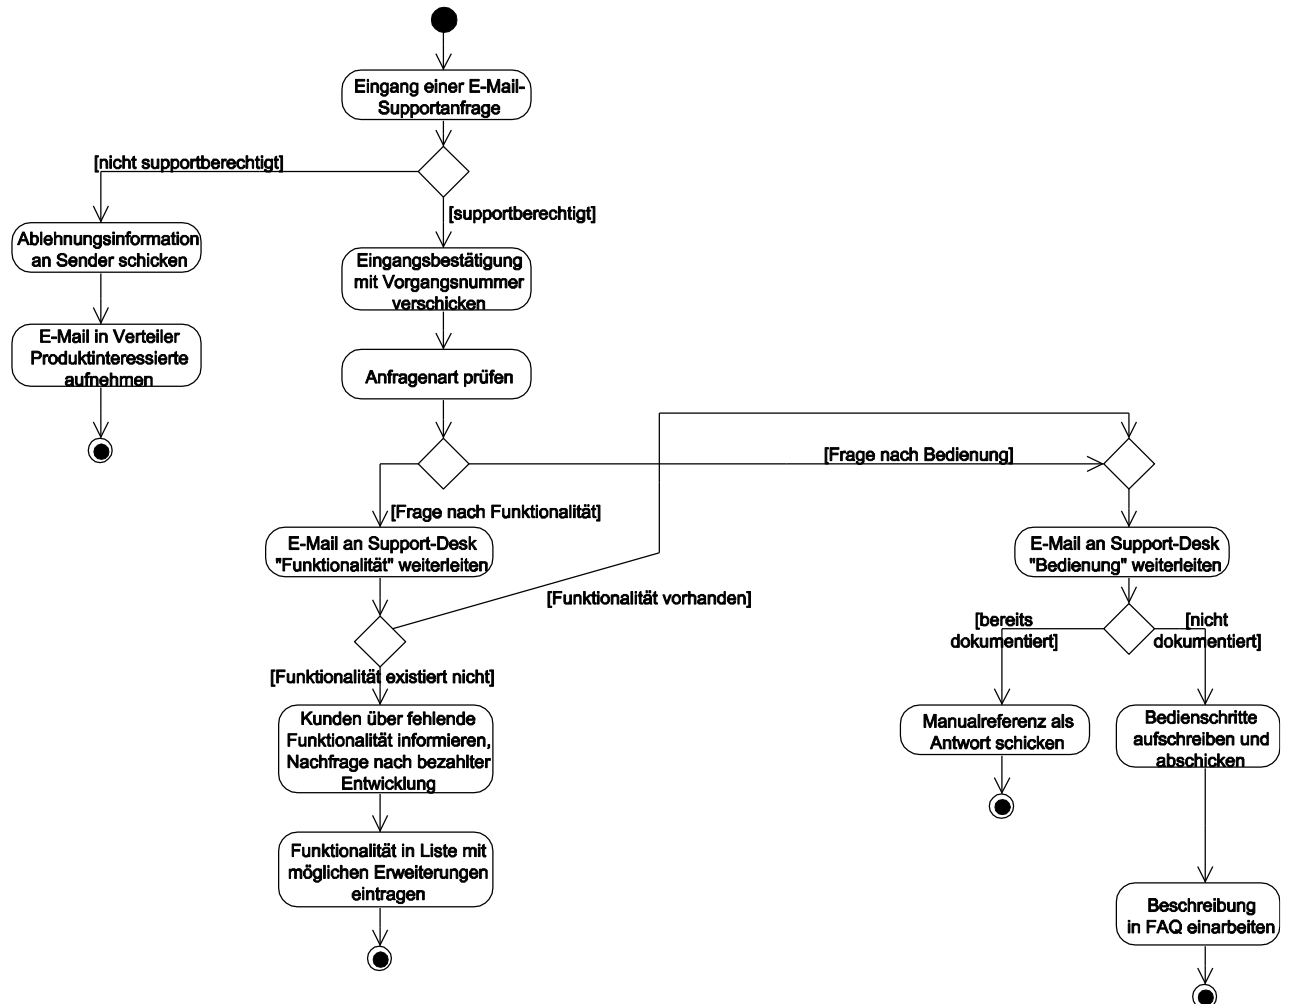 Eingang einer E-Mail-
Supportanfrage
[nicht supportberechtigt]
[supportberechtigt]
Ablehnungsinformation
an Sender schicken
Eingangsbestätigung
mit Vorgangsnummer
verschicken
E-Mail in Verteiler
Produktinteressierte
aufnehmen
Anfragenart prüfen
[Frage nach Bedienung]
[Frage nach Funktionalität]
E-Mail an Support-Desk
"Funktionalität" weiterleiten
E-Mail an Support-Desk
"Bedienung" weiterleiten
[Funktionalität vorhanden]
[bereits
dokumentiert]
[nicht
dokumentiert]
[Funktionalität existiert nicht]
Kunden über fehlende
Funktionalität informieren,
Nachfrage nach bezahlter
Entwicklung
Manualreferenz als
Antwort schicken
Bedienschritte
aufschreiben und
abschicken
Funktionalität in Liste mit
möglichen Erweiterungen
eintragen
Beschreibung
in FAQ einarbeiten